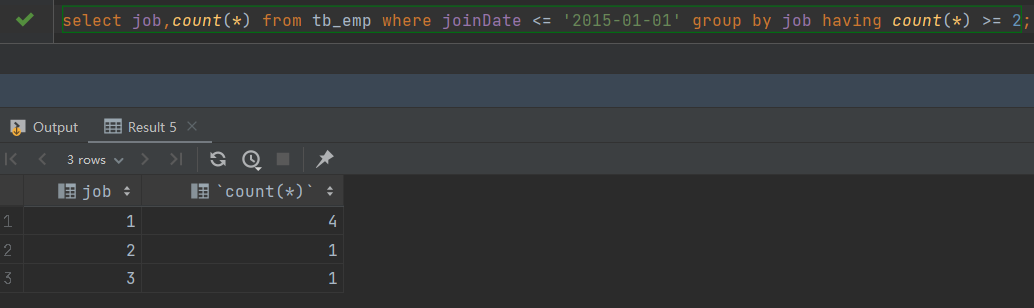 select job,count(*) from tb_emp where joinDate <= '2015-01-01' group by job having count(*) >= 2;
Output Result 5
3 rows
job `count(*)`
1 1 4
2 2 1
3 3 1